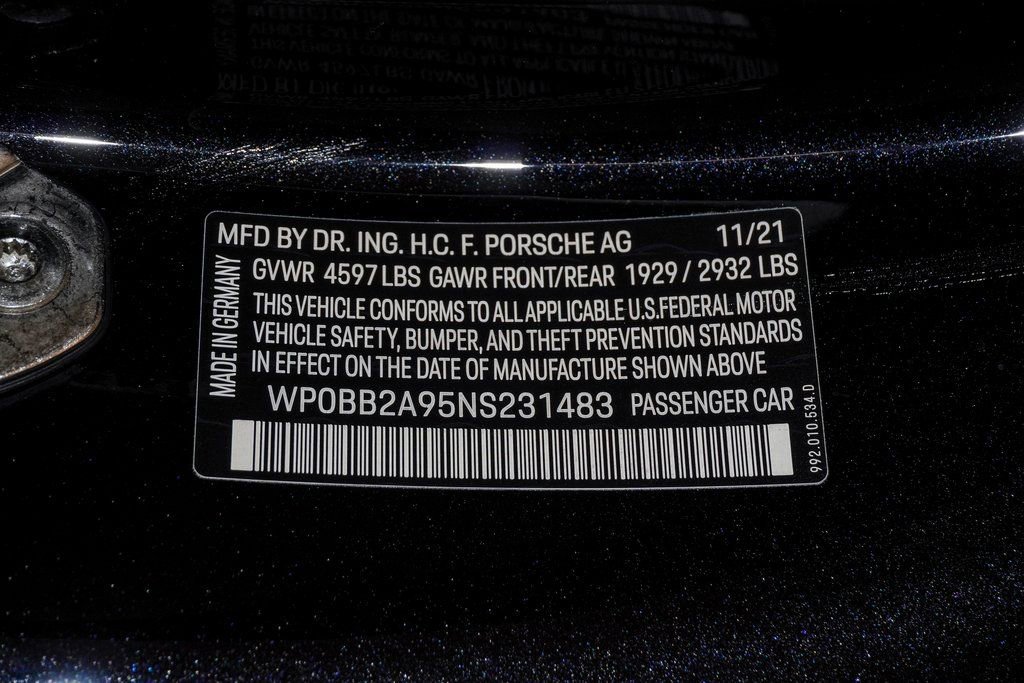 MFD BY DR. ING. H.C. F. PORSCHE AG 11/21
GVWR 4597 LBS GAWR FRONT/REAR 1929 / 2932 LBS
THIS VEHICLE CONFORMS TO ALL APPLICABLE U.S.FEDERAL MOTOR
VEHICLE SAFETY, BUMPER, AND THEFT PREVENTION STANDARDS
IN EFFECT ON THE DATE OF MANUFACTURE SHOWN ABOVE
WP0BB2A95NS231483 PASSENGER CAR
MADE IN GERMANY
992.010.534.D